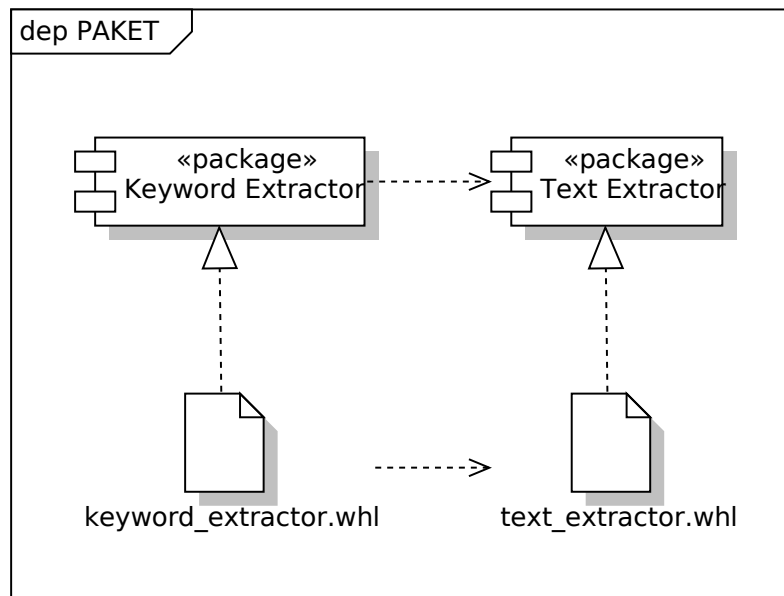 dep PAKET
«package»
Keyword Extractor
«package»
Text Extractor
keyword_extractor.whl
text_extractor.whl